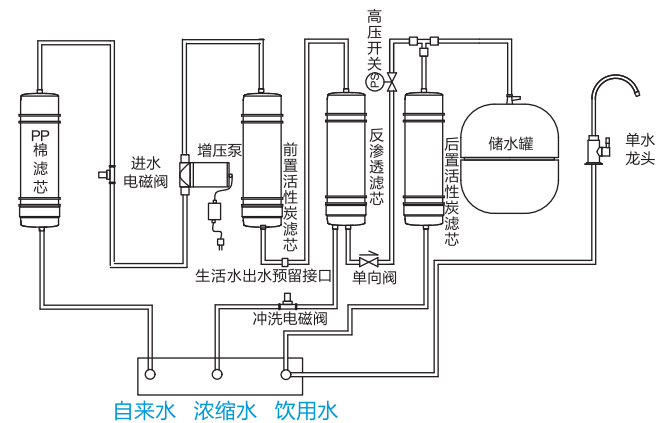 高压开关
PS
PP棉滤芯
进水电磁阀
增压泵
前置活性炭滤芯
反渗透滤芯
后置活性炭滤芯
储水罐
单水龙头
生活水出水预留接口
单向阀
冲洗电磁阀
自来水 浓缩水 饮用水